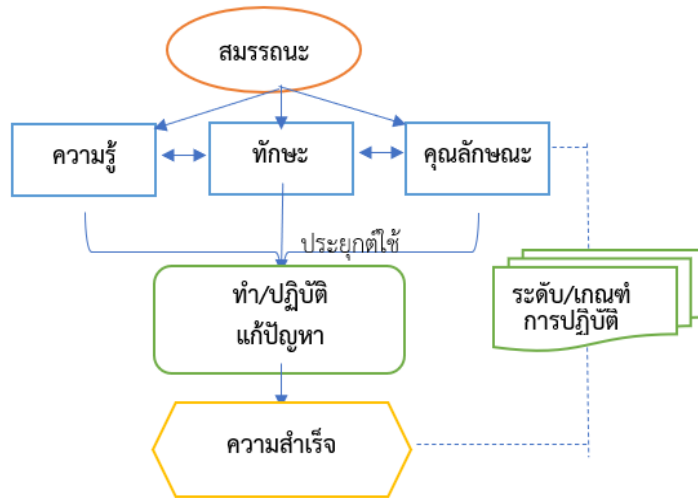 สมรรถนะ
ความรู้
ทักษะ
คุณลักษณะ
ประยุกต์ใช้
ทำ/ปฏิบัติ
แก้ปัญหา
ระดับ/เกณฑ์
การปฏิบัติ
ความสำเร็จ